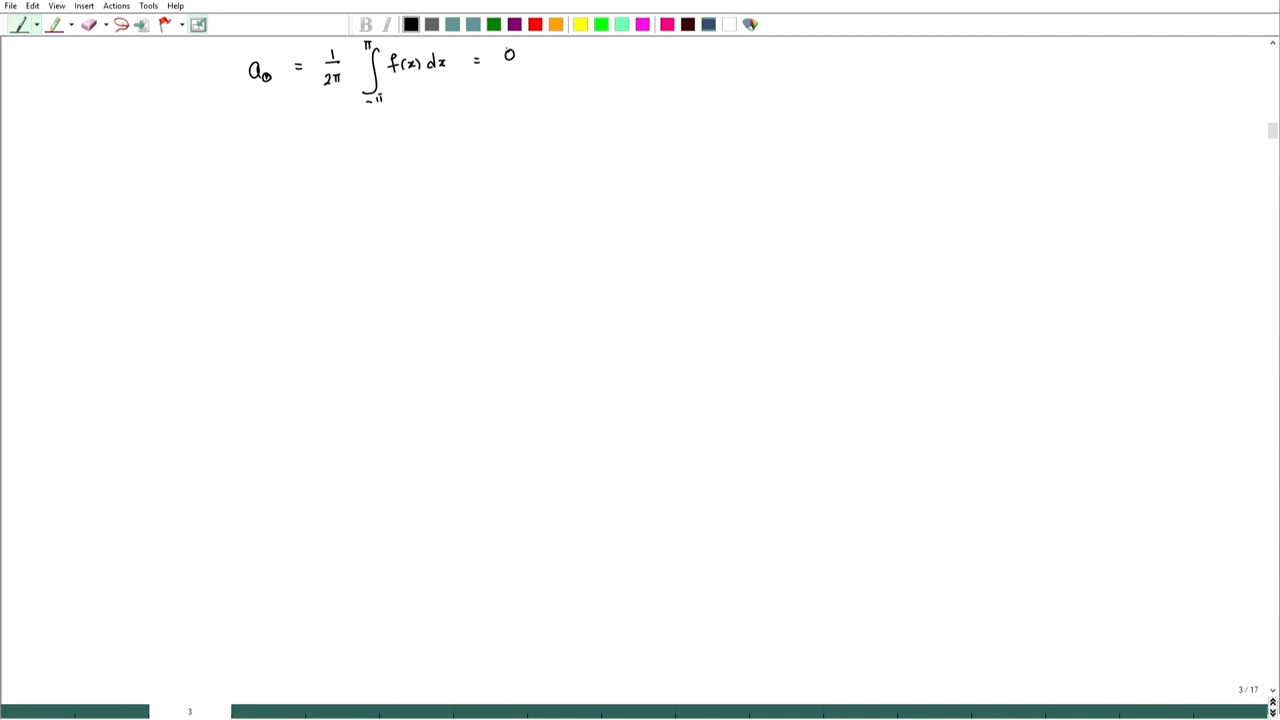 File Edit View Insert Actions Tools Help
B I
a₀ = 1/2π ∫_{-π}^{π} f(x) dx = 0
3 / 17
3